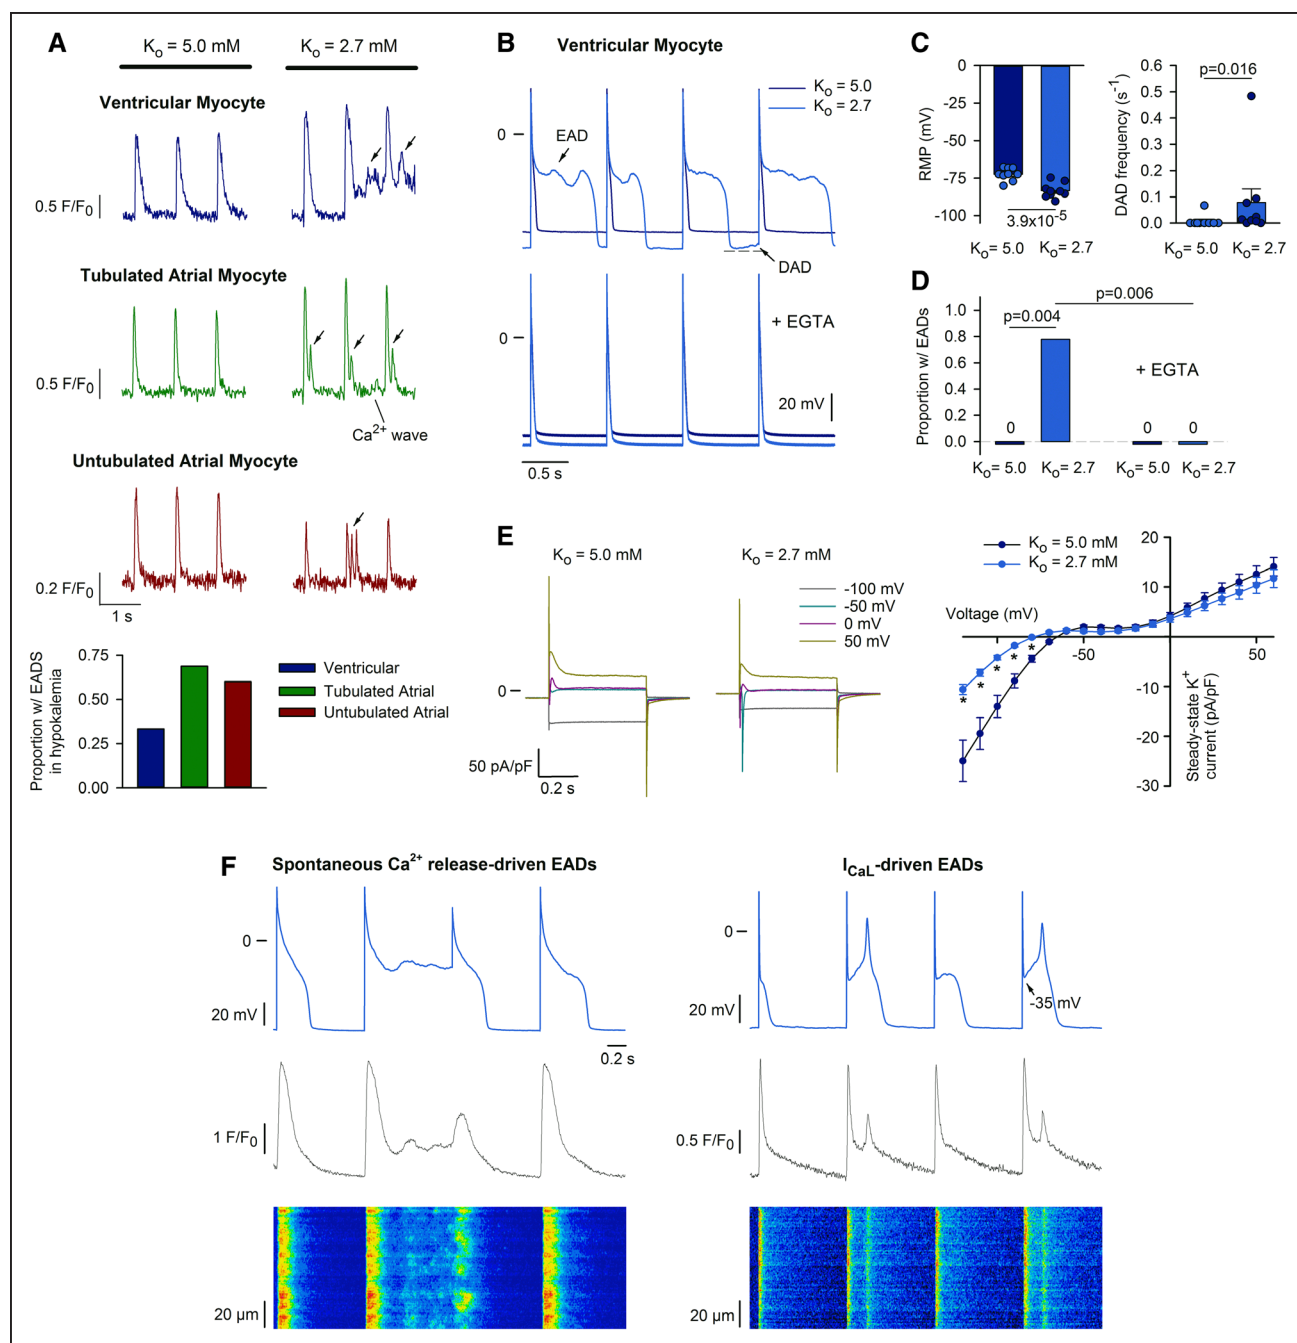 A
Ko = 5.0 mM
Ko = 2.7 mM
Ventricular Myocyte
0.5 F/F0
Tubulated Atrial Myocyte
0.5 F/F0
Ca2+ wave
Untubulated Atrial Myocyte
0.2 F/F0
1 s
Proportion w/ EADS
in hypokalemia
0.75
0.50
0.25
0.00
Ventricular
Tubulated Atrial
Untubulated Atrial
B
Ventricular Myocyte
Ko = 5.0
Ko = 2.7
0
EAD
DAD
+ EGTA
0
20 mV
0.5 s
C
RMP (mV)
0
-25
-50
-75
-100
3.9x10-5
Ko= 5.0
Ko= 2.7
DAD frequency (s-1)
0.6
0.5
0.4
0.3
0.2
0.1
0.0
p=0.016
Ko= 5.0
Ko= 2.7
D
Proportion w/ EADs
1.0
0.8
0.6
0.4
0.2
0.0
p=0.006
p=0.004
+ EGTA
0
0
0
Ko= 5.0
Ko= 2.7
Ko= 5.0
Ko= 2.7
E
Ko = 5.0 mM
Ko = 2.7 mM
-100 mV
-50 mV
0 mV
50 mV
0
50 pA/pF
0.2 s
Ko = 5.0 mM
Ko = 2.7 mM
Voltage (mV)
-50
50
20
10
-10
-20
-30
* * * * *
Steady-state K+
current (pA/pF)
F
Spontaneous Ca2+ release-driven EADs
0
20 mV
0.2 s
1 F/F0
20 µm
ICaL-driven EADs
0
-35 mV
20 mV
0.5 F/F0
20 µm